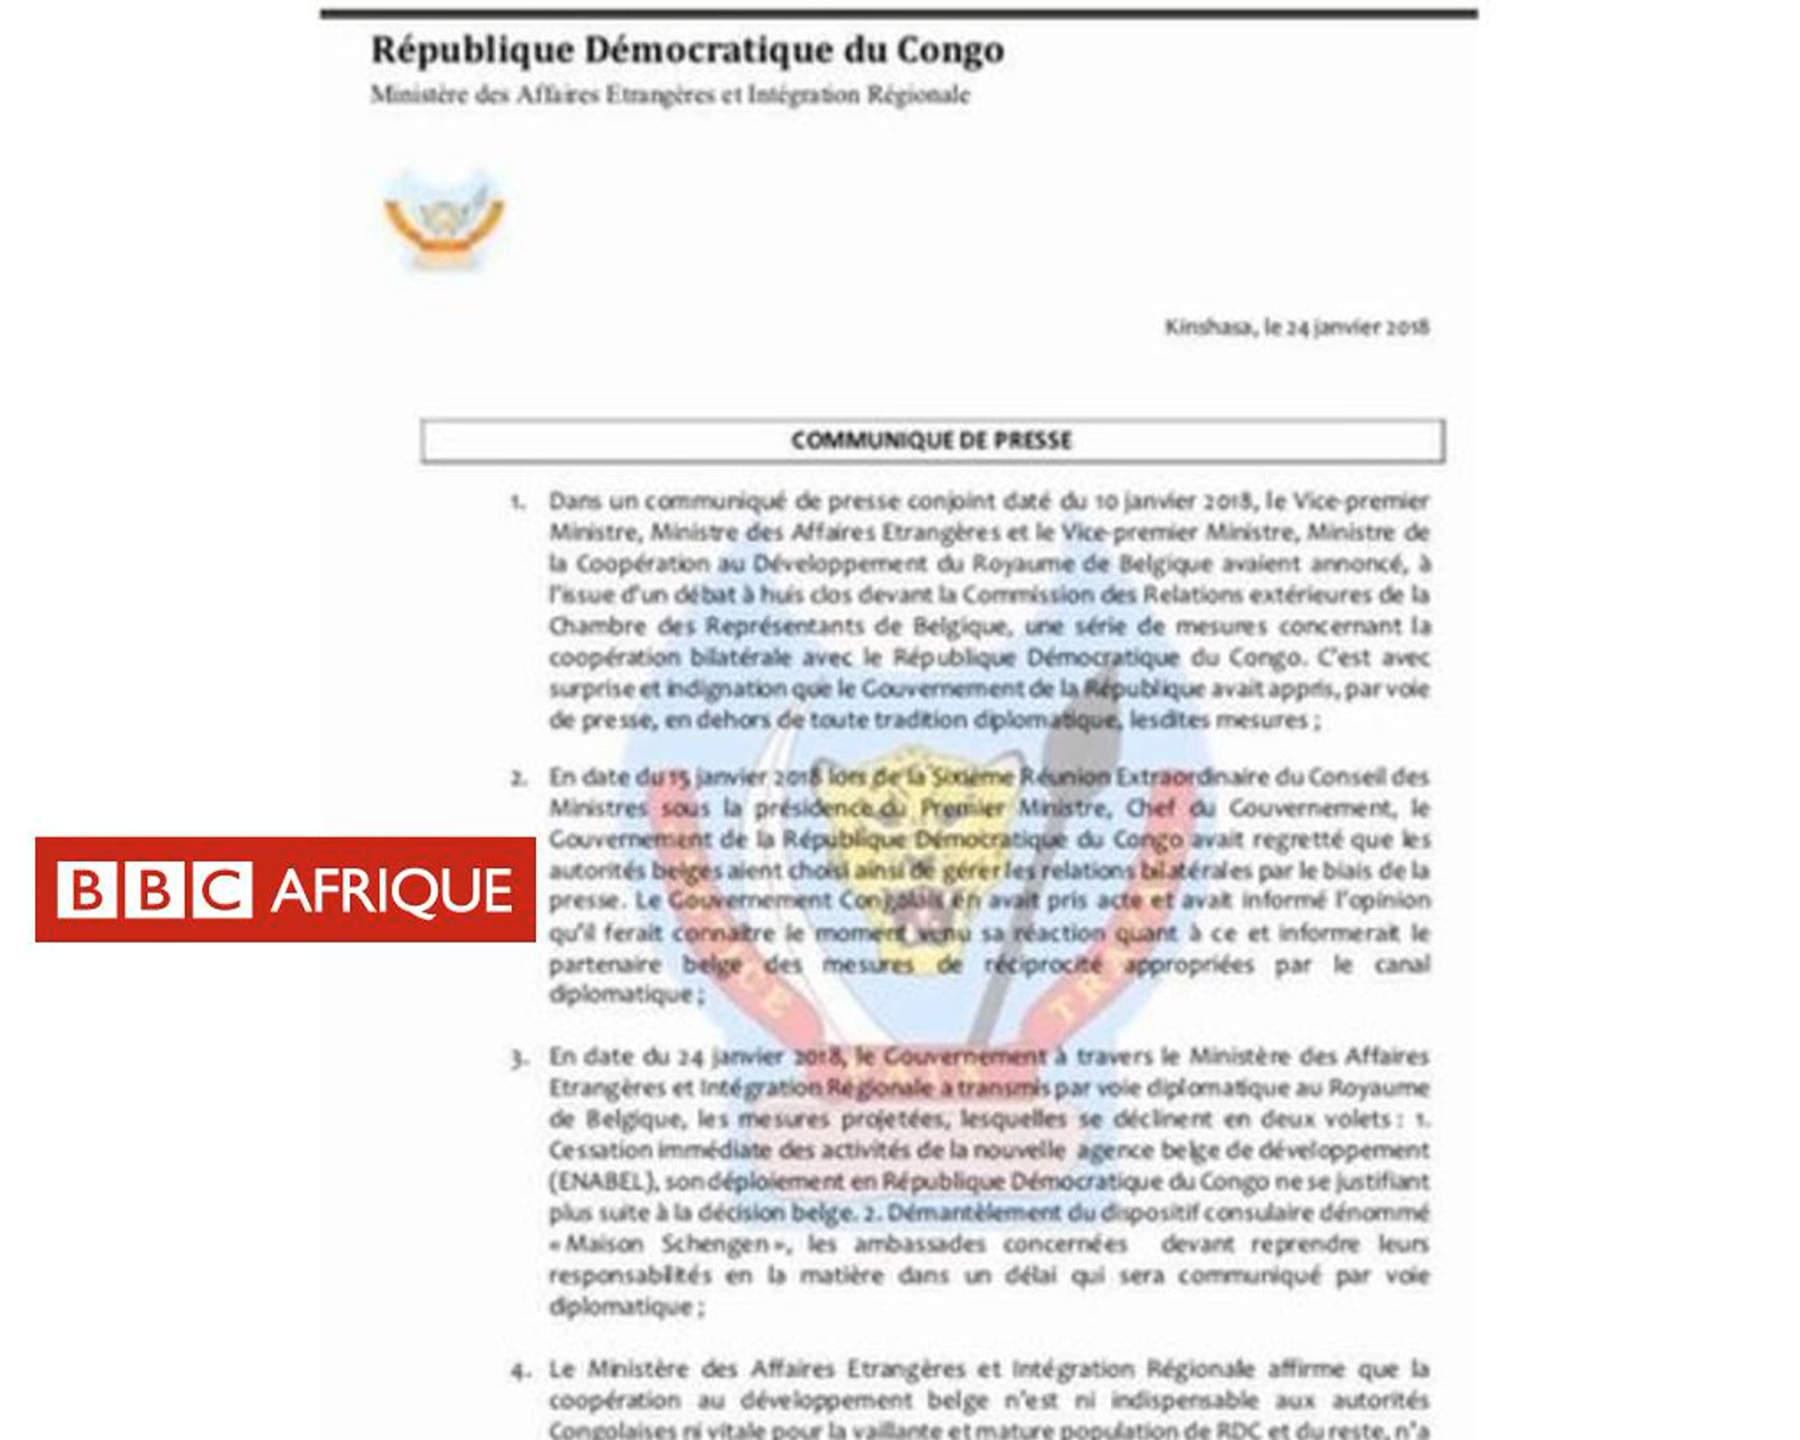 République Démocratique du Congo
Ministère des Affaires Etrangères et Intégration Régionale
Kinshasa, le 24 janvier 2018
COMMUNIQUE DE PRESSE
1. Dans un communiqué de presse conjoint daté du 10 janvier 2018, le Vice-premier
Ministre, Ministre des Affaires Etrangères et le Vice-premier Ministre, Ministre de
la Coopération au Développement du Royaume de Belgique avaient annoncé, à
l'issue d'un débat à huis clos devant la Commission des Relations extérieures de la
Chambre des Représentants de Belgique, une série de mesures concernant la
coopération bilatérale avec le République Démocratique du Congo. C'est avec
surprise et indignation que le Gouvernement de la République avait appris, par voie
de presse, en dehors de toute tradition diplomatique, lesdites mesures ;
2. En date du 15 janvier 2018 lors de la Sixième Réunion Extraordinaire du Conseil des
Ministres sous la présidence du Premier Ministre, Chef du Gouvernement, le
Gouvernement de la République Démocratique du Congo avait regretté que les
autorités belges aient choisi ainsi de gérer les relations bilatérales par le biais de la
presse. Le Gouvernement Congolais en avait pris acte et avait informé l'opinion
qu'il ferait connaitre le moment venu sa réaction quant à ce et informerait le
partenaire belge des mesures de réciprocité appropriées par le canal
diplomatique ;
3. En date du 24 janvier 2018, le Gouvernement à travers le Ministère des Affaires
Etrangères et Intégration Régionale a transmis par voie diplomatique au Royaume
de Belgique, les mesures projetées, lesquelles se déclinent en deux volets : 1.
Cessation immédiate des activités de la nouvelle agence belge de développement
(ENABEL), son déploiement en République Démocratique du Congo ne se justifiant
plus suite à la décision belge. 2. Démantèlement du dispositif consulaire dénommé
« Maison Schengen », les ambassades concernées devant reprendre leurs
responsabilités en la matière dans un délai qui sera communiqué par voie
diplomatique ;
4. Le Ministère des Affaires Etrangères et Intégration Régionale affirme que la
coopération au développement belge n'est ni indispensable aux autorités
Congolaises ni vitale pour la vaillante et mature population de RDC et du reste, n'a
BBC AFRIQUE